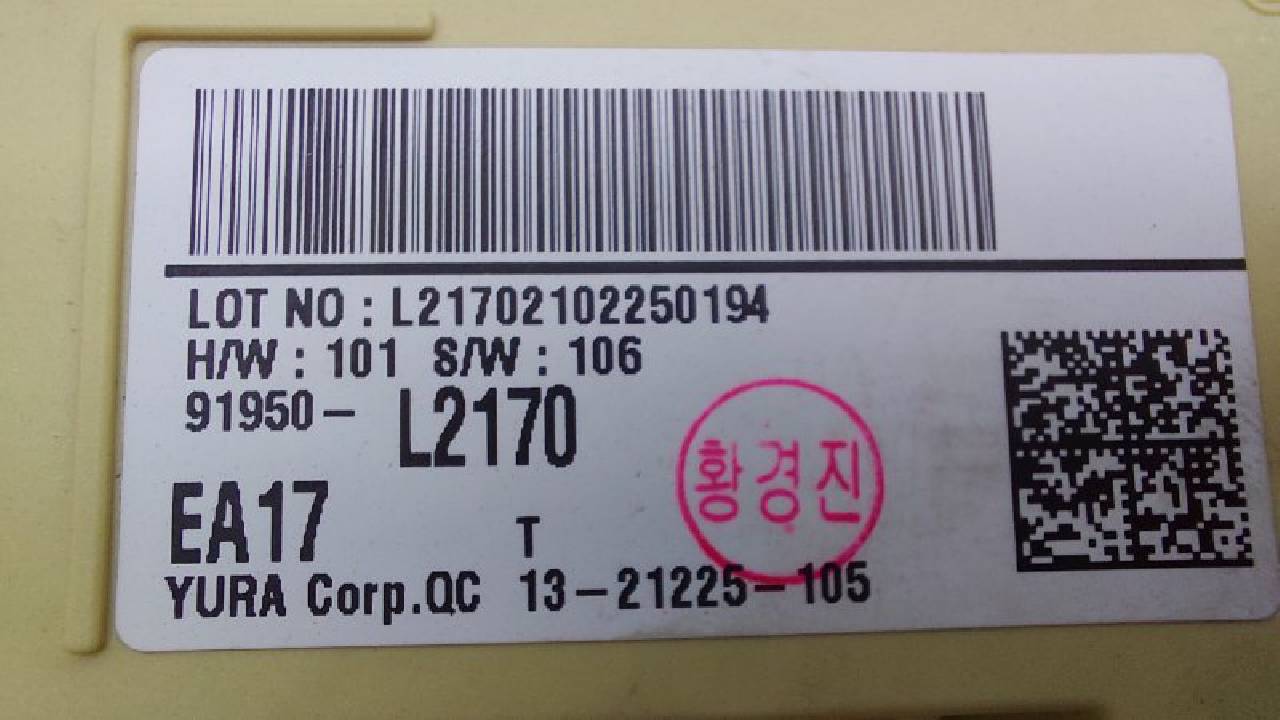 LOT NO : L21702102250194
H/W : 101 S/W : 106
91950- L2170
EA17
T
황경진
YURA Corp.QC 13-21225-105